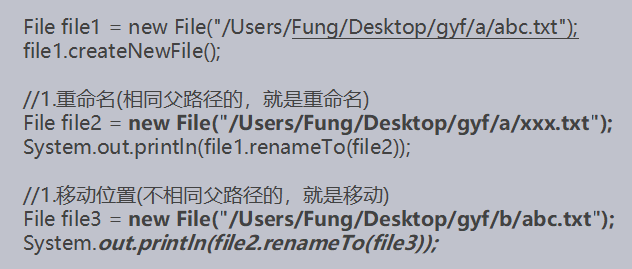 File file1 = new File("/Users/Fung/Desktop/gyf/a/abc.txt");
file1.createNewFile();
//1.重命名(相同父路径的，就是重命名)
File file2 = new File("/Users/Fung/Desktop/gyf/a/xxx.txt");
System.out.println(file1.renameTo(file2));
//1.移动位置(不相同父路径的，就是移动)
File file3 = new File("/Users/Fung/Desktop/gyf/b/abc.txt");
System.out.println(file2.renameTo(file3));